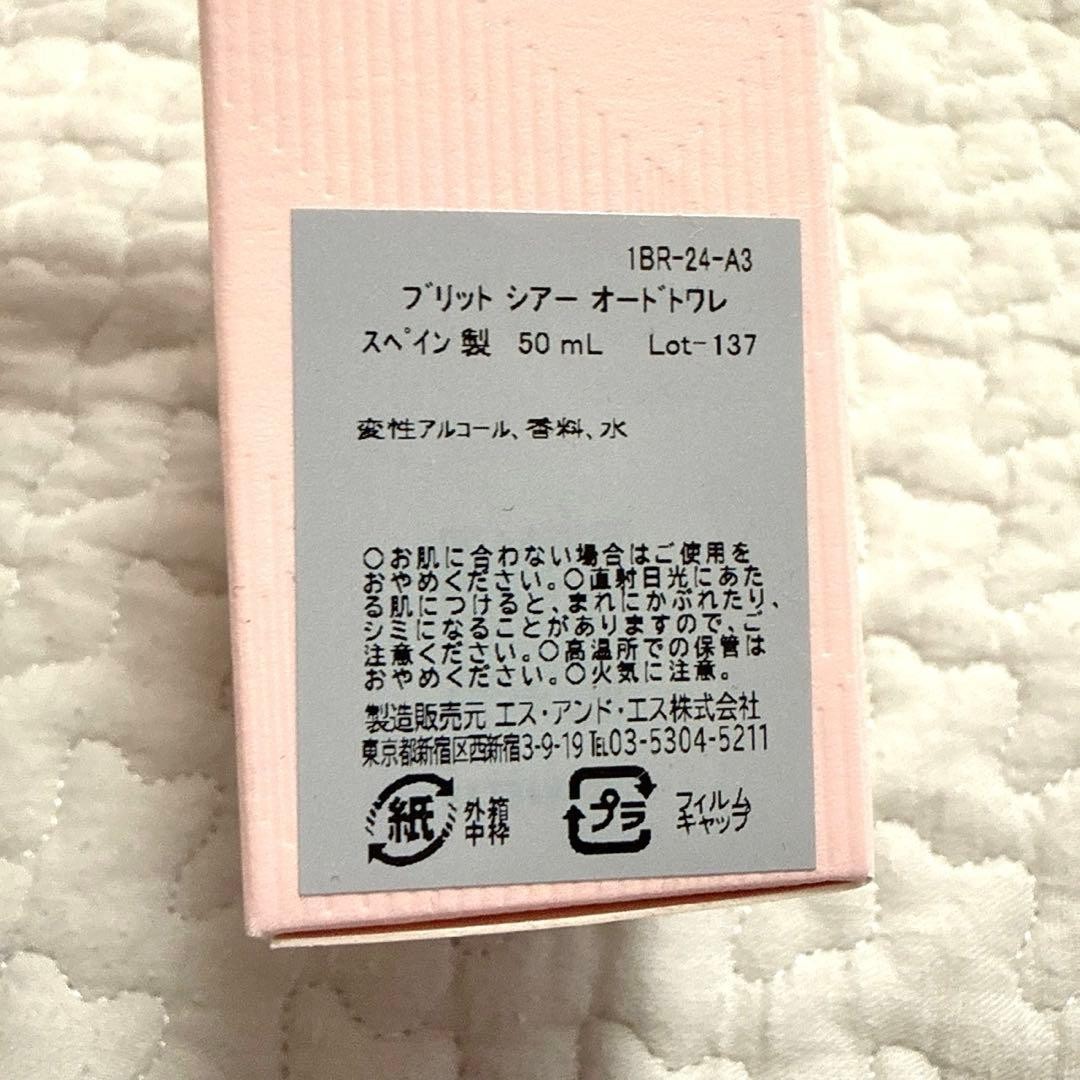 1BR-24-A3
ブリット シアー オードトワレ
スペイン製 50 mL Lot-137
変性アルコール、香料、水
○お肌に合わない場合はご使用を
おやめください。○直射日光にあた
る肌につけると、まれにかぶれたり、
シミになることがありますので、ご
注意ください。○高温所での保管は
おやめください。○火気に注意。
製造販売元 エス・アンド・エス株式会社
東京都新宿区西新宿3-9-19 TEL03-5304-5211
紙 外箱 プラ フィルム
中枠 キャップ